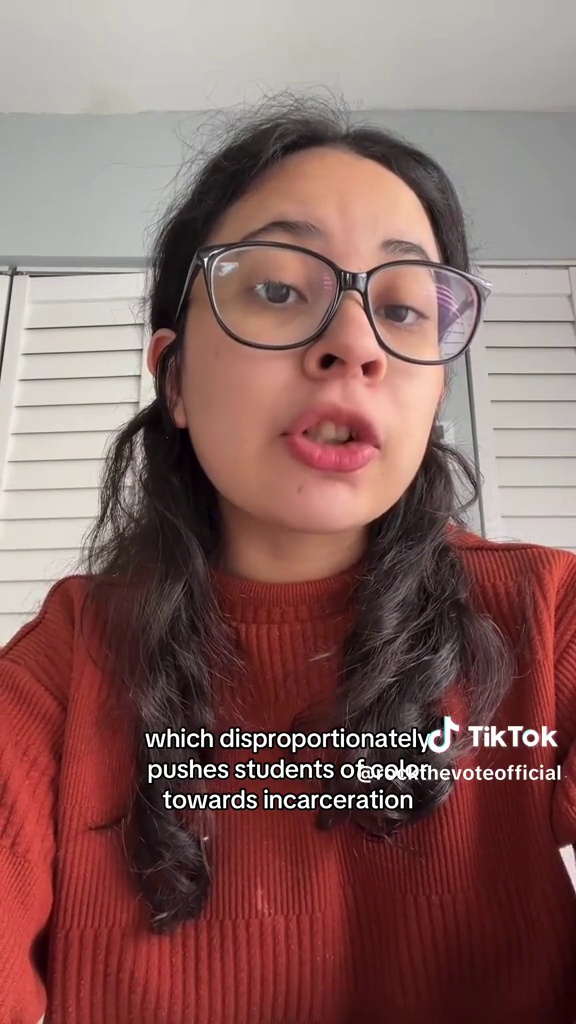 which disproportionately
pushes students of color
towards incarceration
TikTok
@rockthevoteofficial